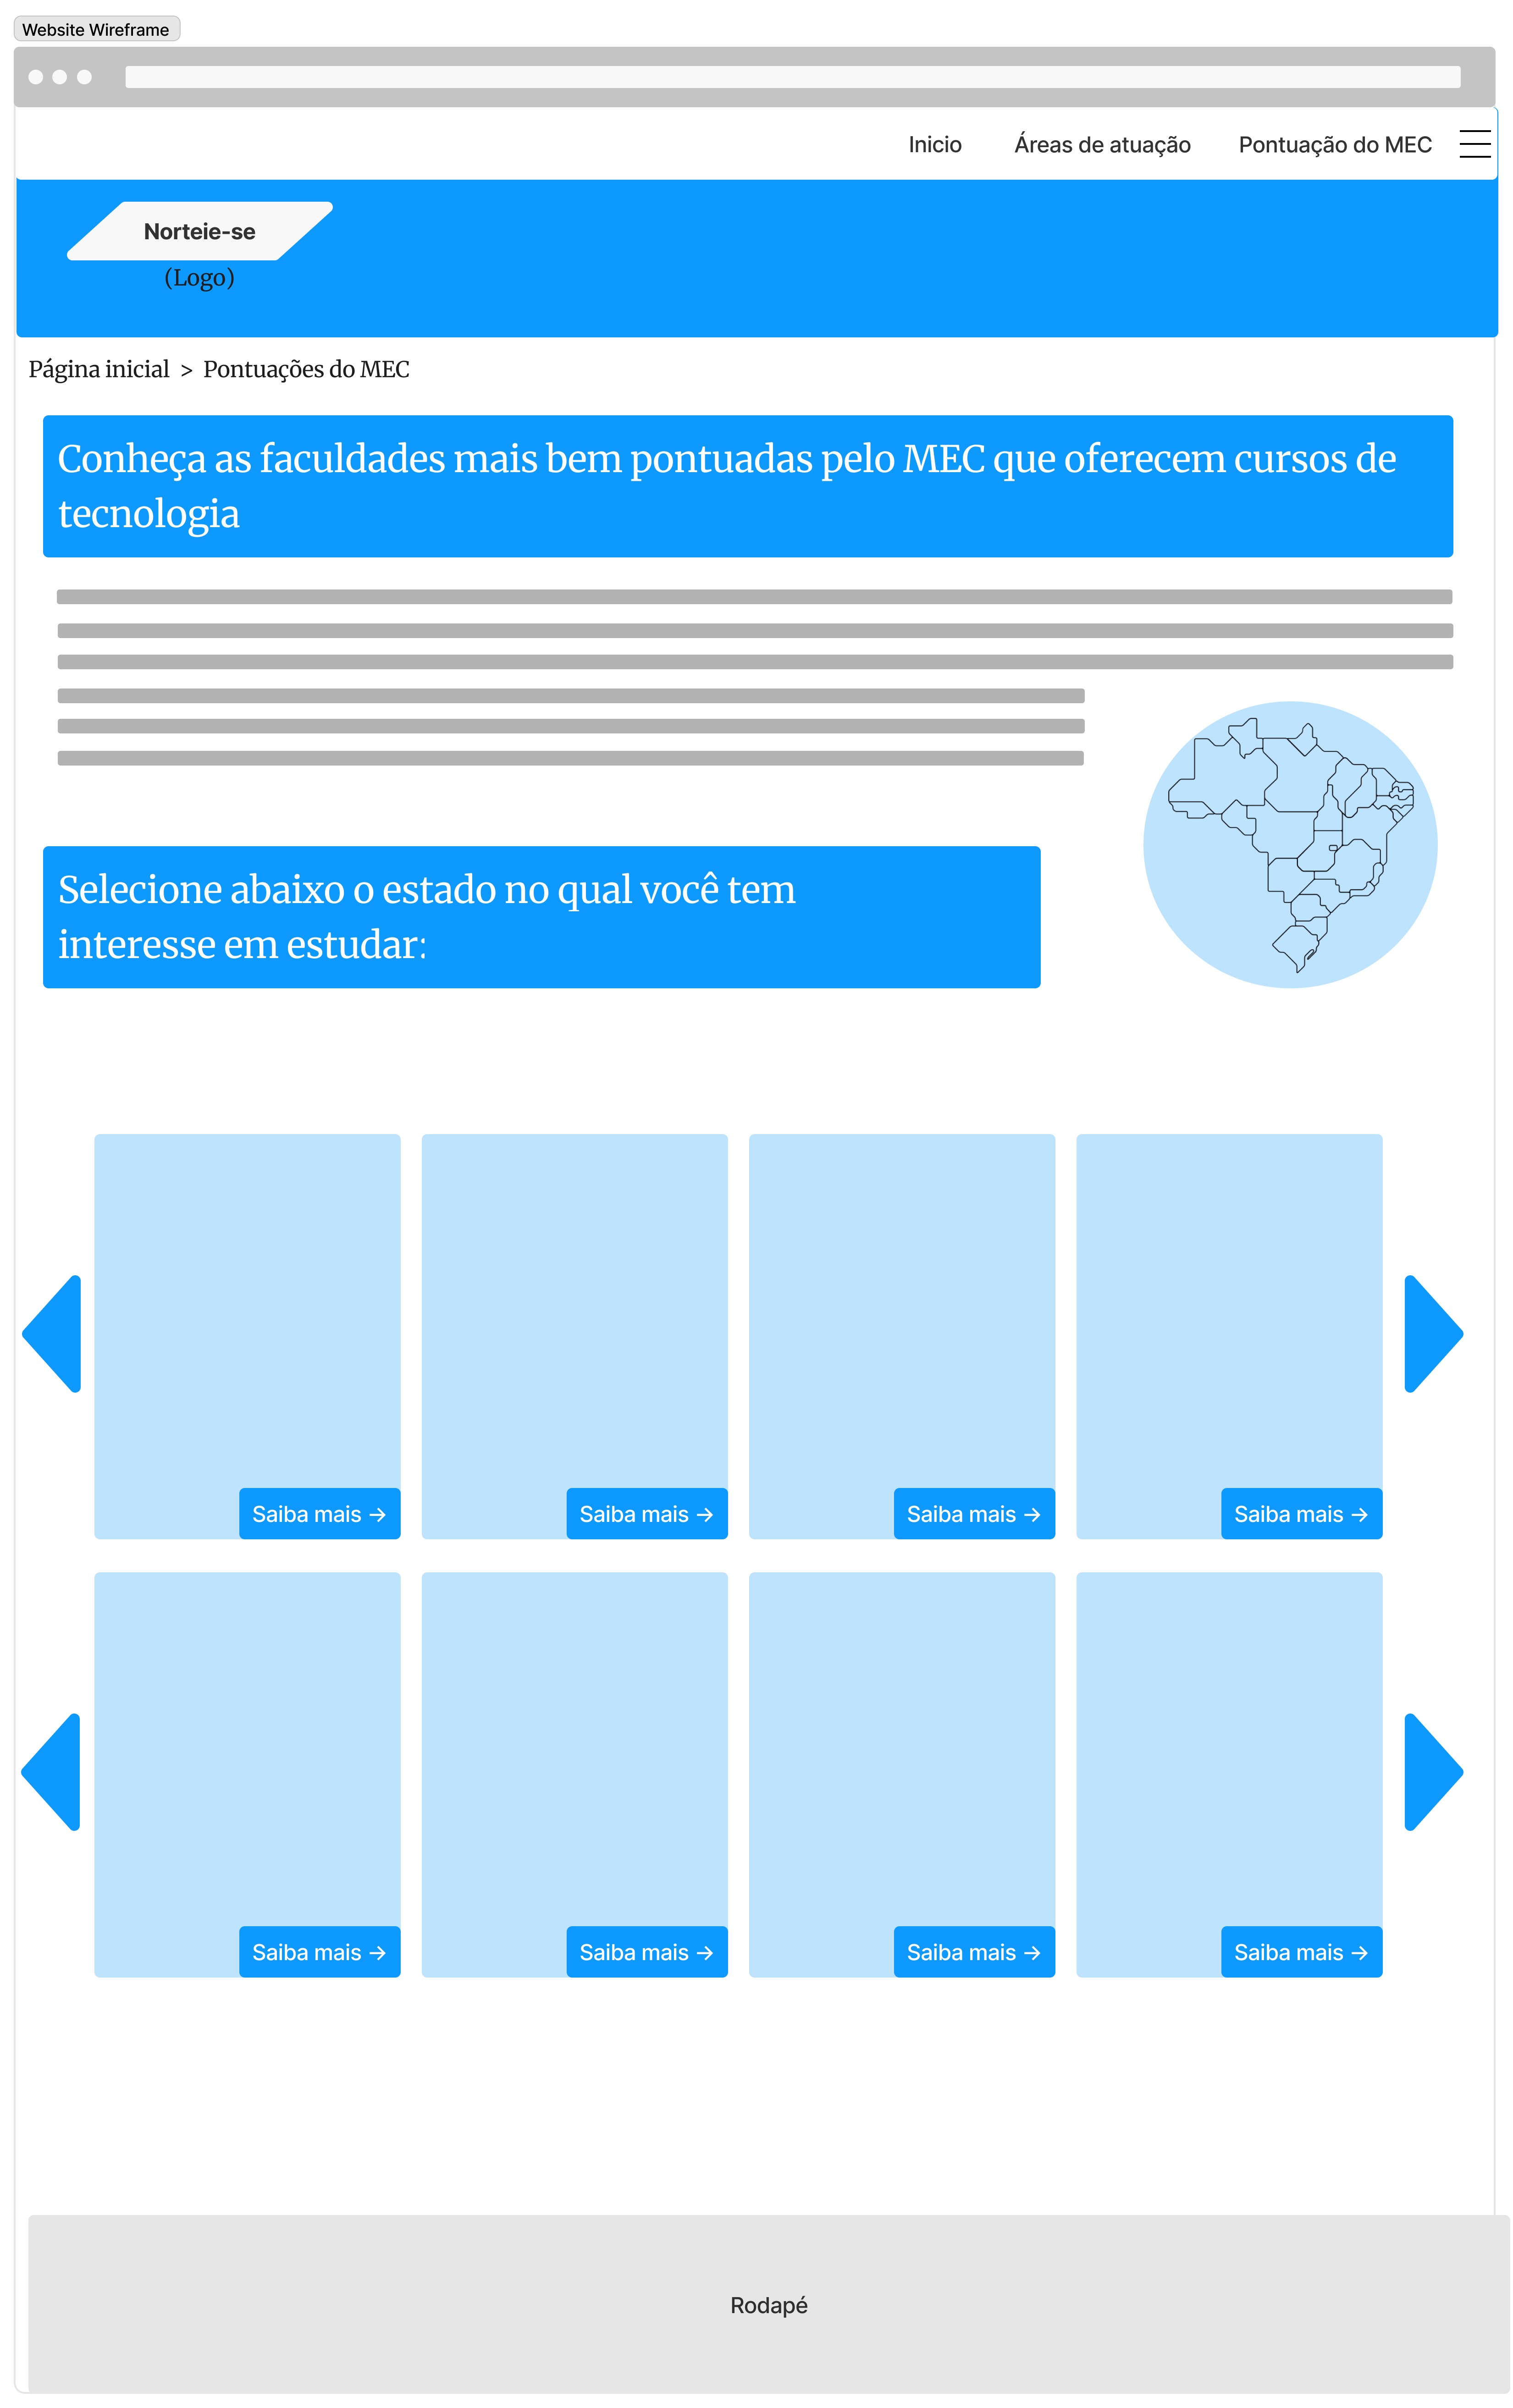 Website Wireframe
Inicio Áreas de atuação Pontuação do MEC
Norteie-se
(Logo)
Página inicial > Pontuações do MEC
Conheça as faculdades mais bem pontuadas pelo MEC que oferecem cursos de
tecnologia
Selecione abaixo o estado no qual você tem
interesse em estudar:
Saiba mais → Saiba mais → Saiba mais → Saiba mais →
Saiba mais → Saiba mais → Saiba mais → Saiba mais →
Rodapé